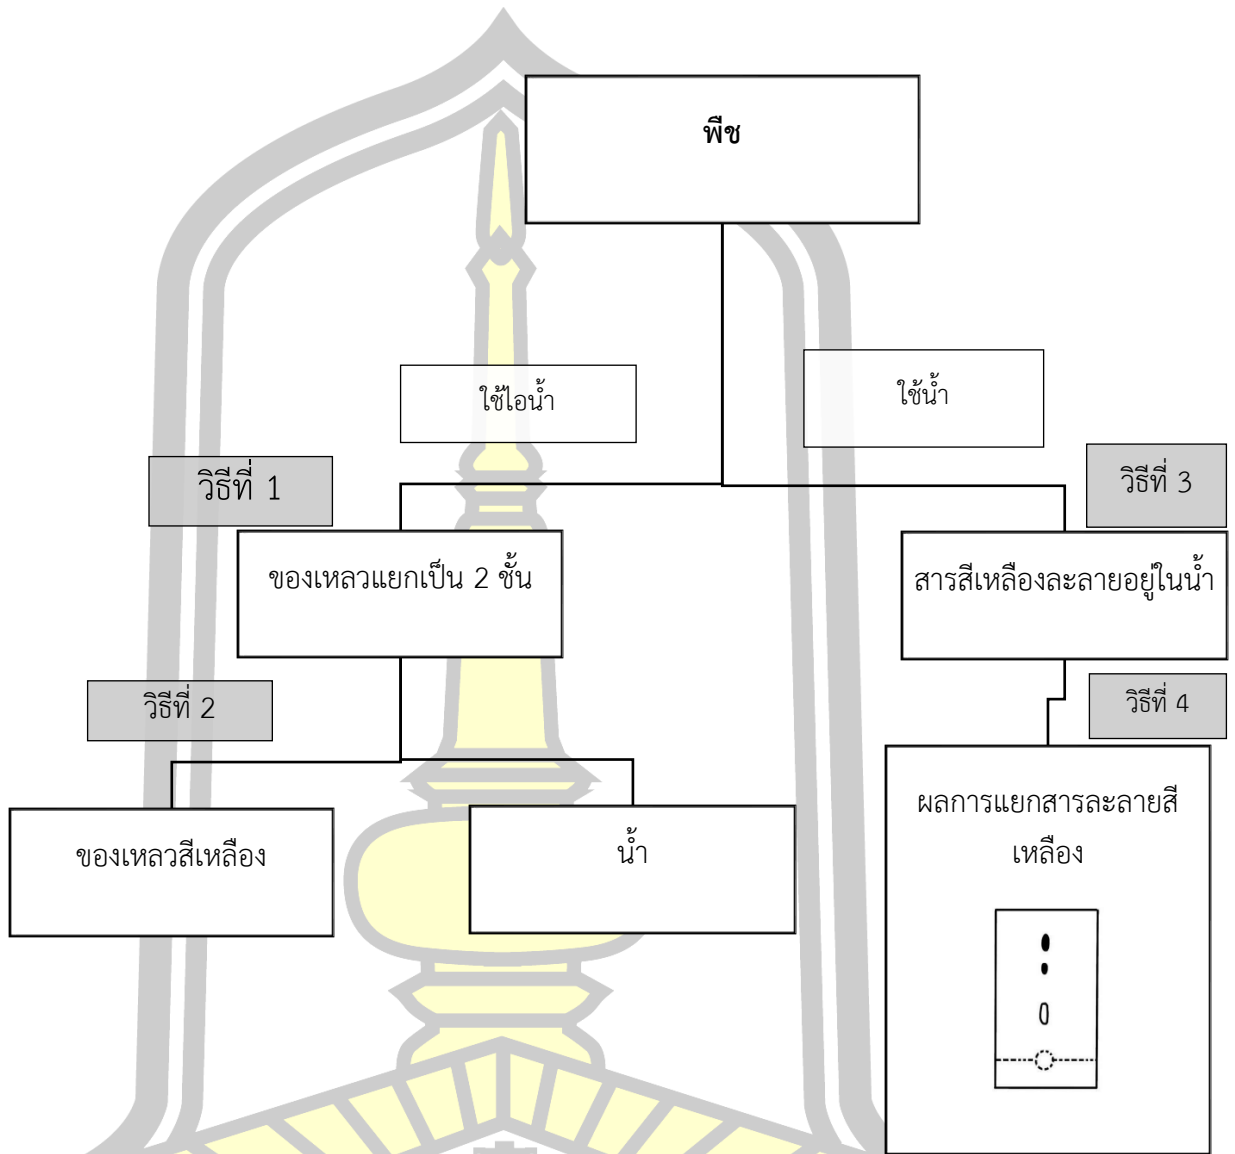 พืช
ใช้ไอน้ำ
ใช้น้ำ
วิธีที่ 1
วิธีที่ 3
ของเหลวแยกเป็น 2 ชั้น
สารสีเหลืองละลายอยู่ในน้ำ
วิธีที่ 2
วิธีที่ 4
ของเหลวสีเหลือง
น้ำ
ผลการแยกสารละลายสี
เหลือง